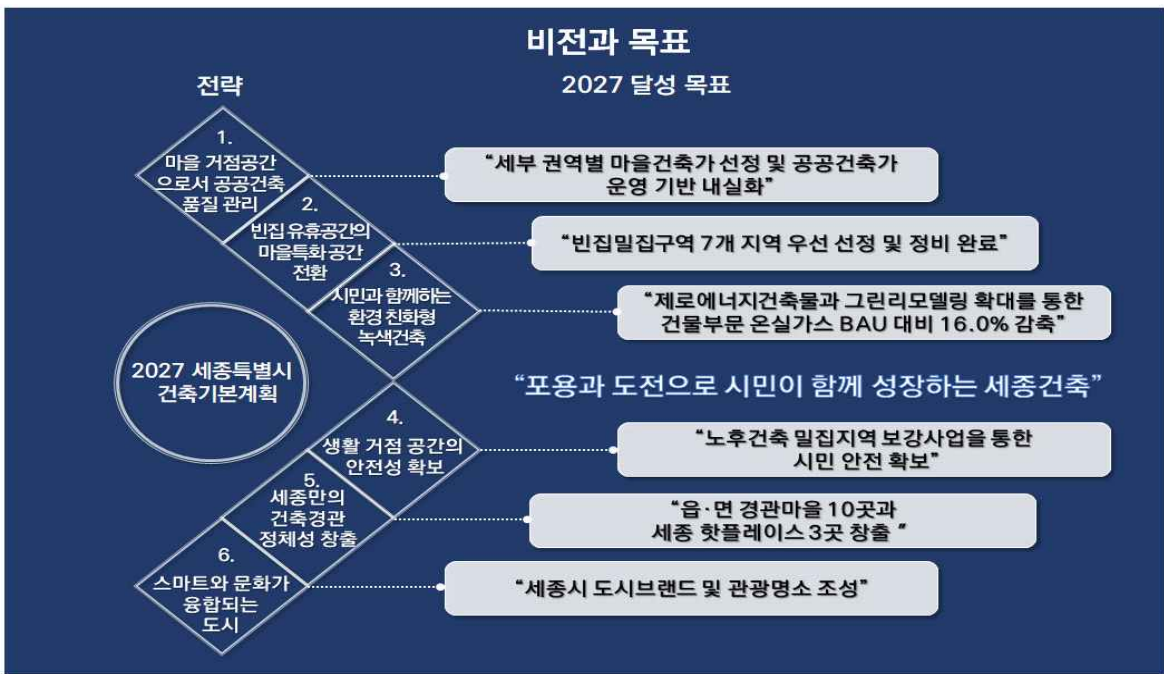 비전과 목표
전략
2027 달성 목표
1.
마을 거점공간
으로서 공공건축
품질 관리
“세부 권역별 마을건축가 선정 및 공공건축가
운영 기반 내실화”
2.
빈집 유휴공간의
마을특화 공간
전환
“빈집밀집구역 7개 지역 우선 선정 및 정비 완료”
3.
시민과 함께하는
환경 친화형
녹색건축
“제로에너지건축물과 그린리모델링 확대를 통한
건물부문 온실가스 BAU 대비 16.0% 감축”
2027 세종특별시
건축기본계획
“포용과 도전으로 시민이 함께 성장하는 세종건축”
4.
생활 거점 공간의
안전성 확보
“노후건축 밀집지역 보강사업을 통한
시민 안전 확보”
5.
세종만의
건축경관
정체성 창출
“읍·면 경관마을 10곳과
세종 핫플레이스 3곳 창출 ”
6.
스마트와 문화가
융합되는
도시
“세종시 도시브랜드 및 관광명소 조성”